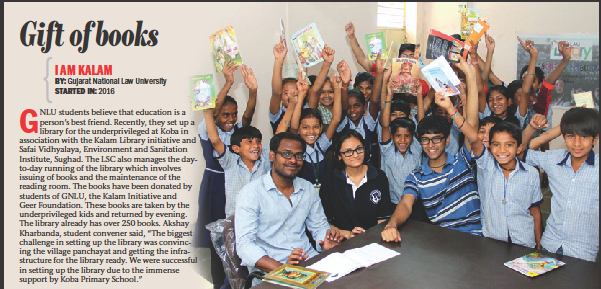 Gift of books
I AM KALAM
BY: Gujarat National Law University
STARTED IN: 2016
GNLU students believe that education is a
person's best friend. Recently, they set up a
library for the underprivileged at Koba in
association with the Kalam Library initiative and
Safai Vidhyalaya, Environment and Sanitation
Institute, Sughad. The LSC also manages the day-
to-day running of the library which involves
issuing of books and the maintenance of the
reading room. The books have been donated by
students of GNLU, the Kalam Initiative and
Geer Foundation. These books are taken by the
underprivileged kids and returned by evening.
The library already has over 250 books. Akshay
Kharbanda, student convener said, "The biggest
challenge in setting up the library was convinc-
ing the village panchayat and getting the infra-
structure for the library ready. We were successful
in setting up the library due to the immense
support by Koba Primary School."